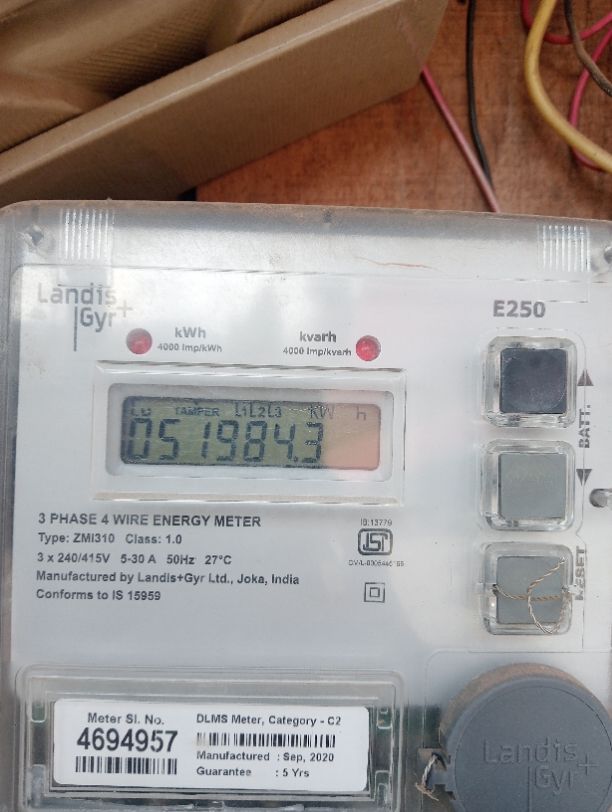 Landis
Gyr+
E250
kWh
4000 Imp/kWh
kvarh
4000 Imp/kvarh
TAMPER L1L2L3 KW h
051984.3
BATT.
3 PHASE 4 WIRE ENERGY METER
Type: ZMI310 Class: 1.0
3 x 240/415V 5-30 A 50Hz 27°C
Manufactured by Landis+Gyr Ltd., Joka, India
Conforms to IS 15959
IS:13779
RESET
Meter Sl. No.
4694957
DLMS Meter, Category - C2
Manufactured : Sep, 2020
Guarantee : 5 Yrs
Landis
Gyr+